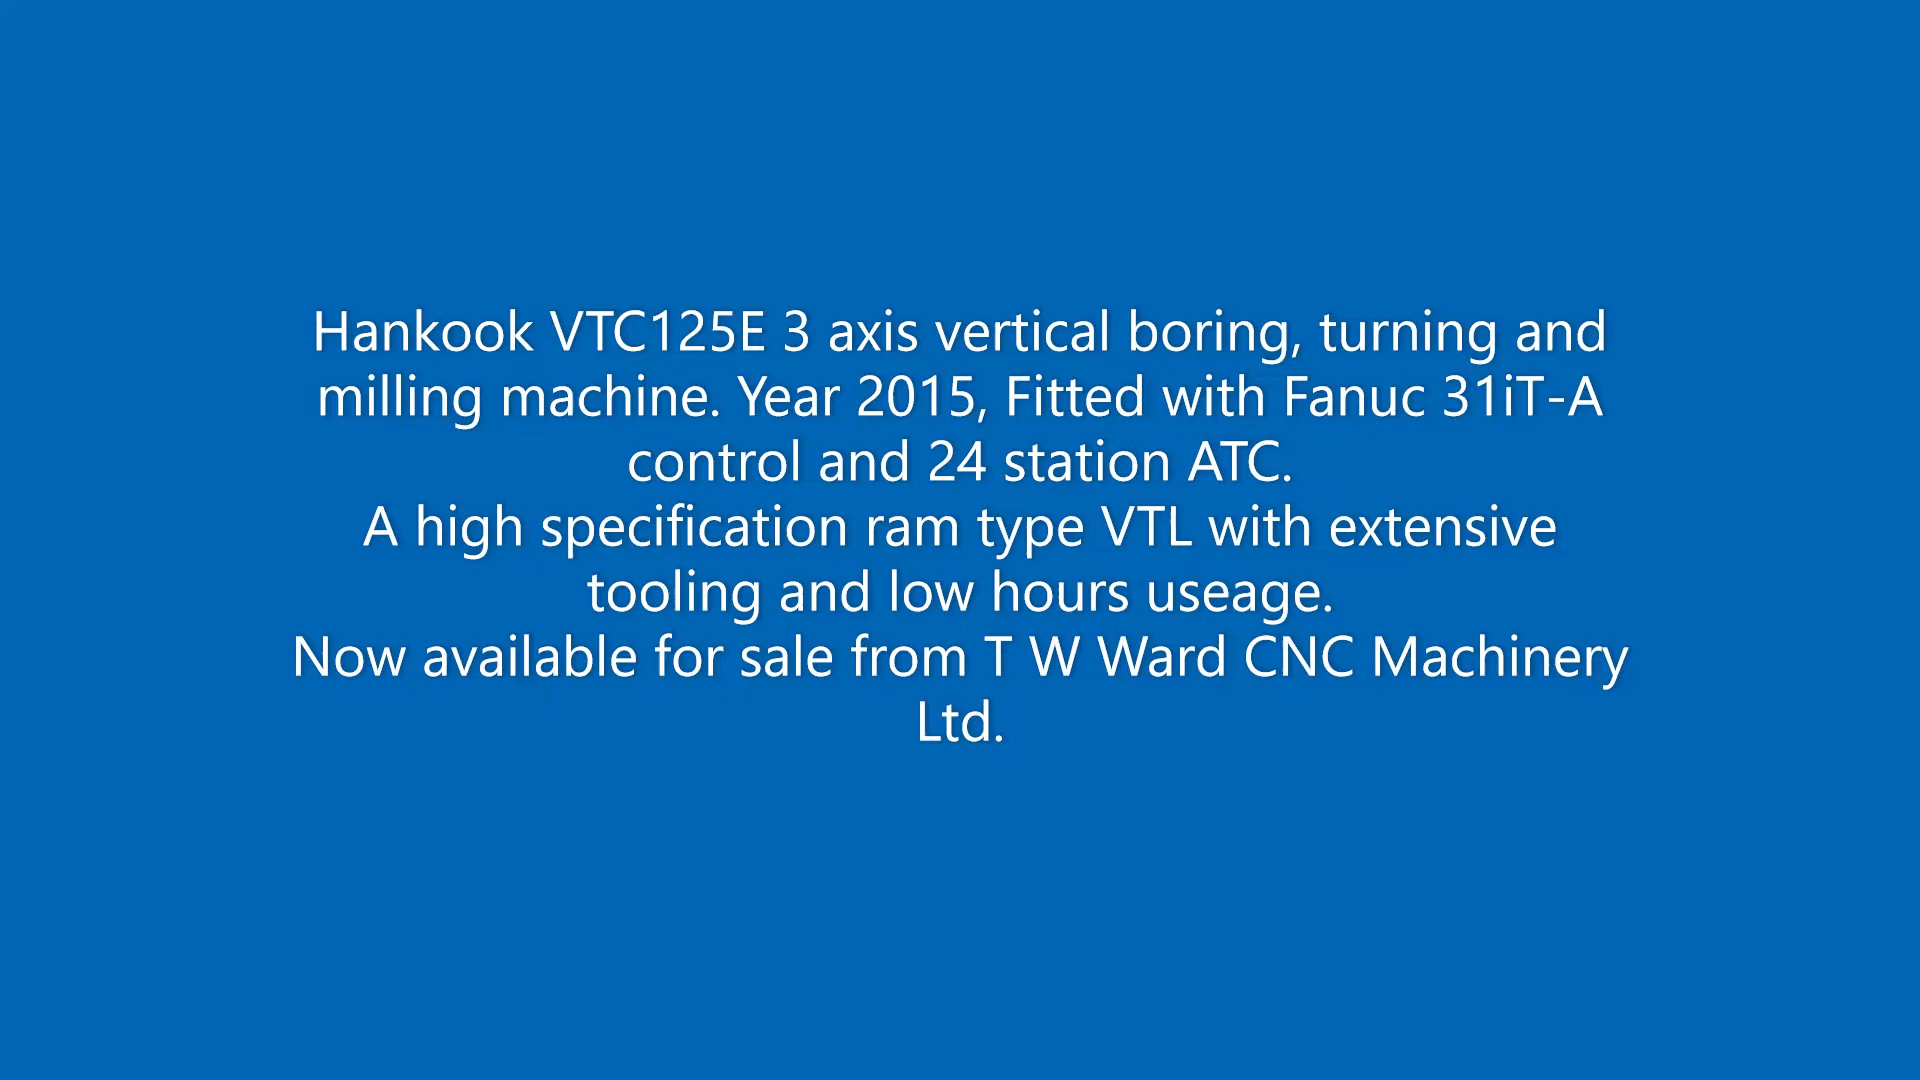 Hankook VTC125E 3 axis vertical boring, turning and
milling machine. Year 2015, Fitted with Fanuc 31iT-A
control and 24 station ATC.
A high specification ram type VTL with extensive
tooling and low hours useage.
Now available for sale from T W Ward CNC Machinery
Ltd.